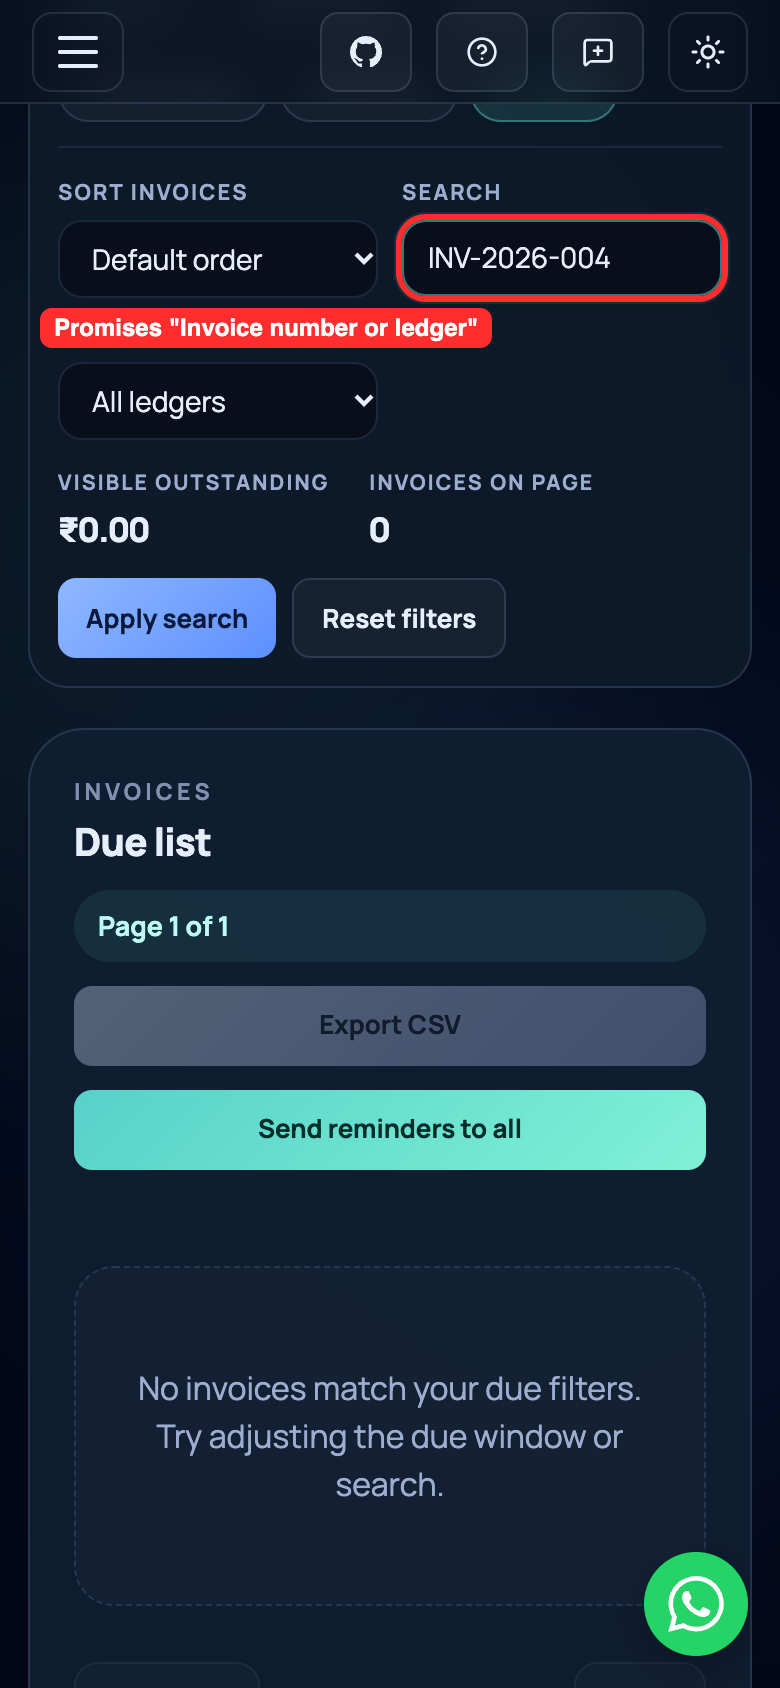 SORT INVOICES
SEARCH
Default order
INV-2026-004
Promises "Invoice number or ledger"
All ledgers
VISIBLE OUTSTANDING
INVOICES ON PAGE
₹0.00
0
Apply search
Reset filters
INVOICES
Due list
Page 1 of 1
Export CSV
Send reminders to all
No invoices match your due filters.
Try adjusting the due window or
search.